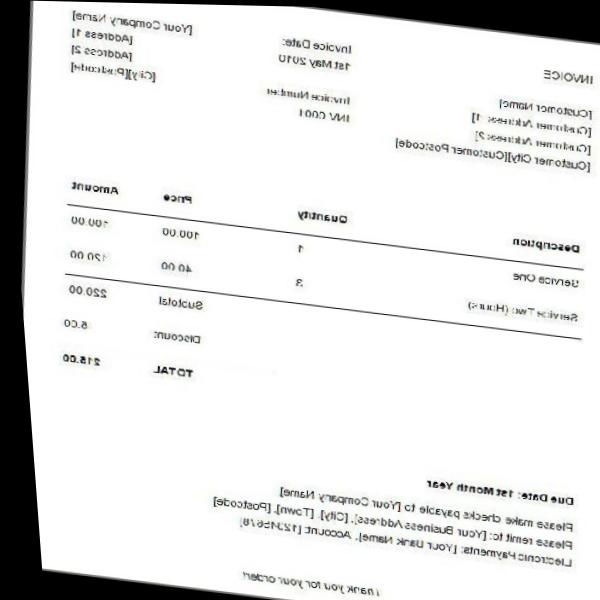 INVOICE
[Customer Name]
[Customer Address 1]
[Customer Address 2]
[Customer City][Customer Postcode]
Invoice Date:
1st May 2010
Invoice Number
INV 0001
[Your Company Name]
[Address 1]
[Address 2]
[City][Postcode]
Description Quantity Price Amount
Service One 1 100.00 100.00
Service Two (Hours) 3 40.00 120.00
Subtotal 220.00
Discount: 5.00
TOTAL 215.00
Due Date: 1st Month Year
Please make checks payable to [Your Company Name]
Please remit to: [Your Business Address], [City], [Town], [Postcode]
Electronic Payments: [Your Bank Name], Account: [12345678]
Thank you for your order!